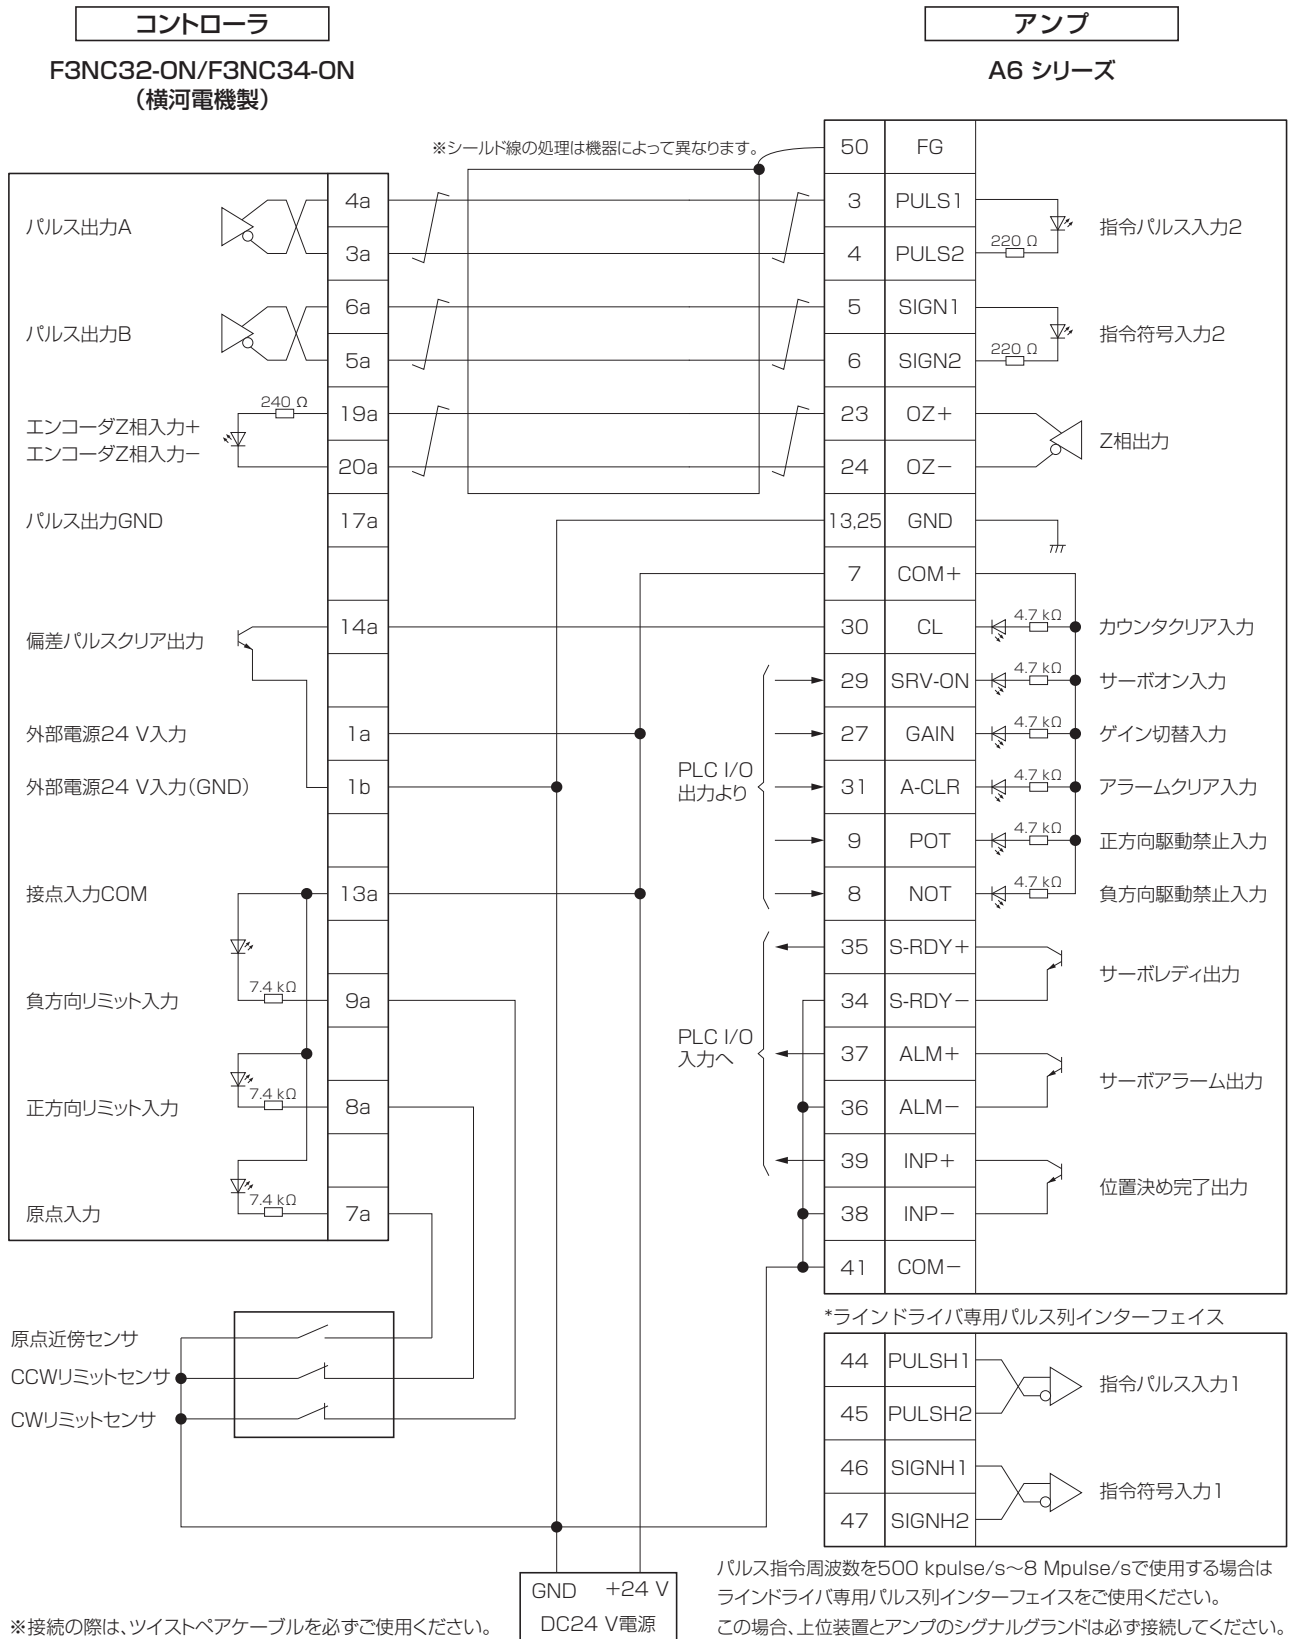 コントローラ
アンプ
F3NC32-0N/F3NC34-0N
（横河電機製）
A6 シリーズ
※シールド線の処理は機器によって異なります。
50 FG
パルス出力A
4a
3a
3 PULS1
4 PULS2
220 Ω
指令パルス入力2
パルス出力B
6a
5a
5 SIGN1
6 SIGN2
220 Ω
指令符号入力2
エンコーダZ相入力＋
エンコーダZ相入力－
240 Ω
19a
20a
23 OZ＋
24 OZ－
Z相出力
パルス出力GND
17a
13,25 GND
7 COM＋
偏差パルスクリア出力
14a
30 CL 4.7 kΩ カウンタクリア入力
29 SRV-ON 4.7 kΩ サーボオン入力
外部電源24 V入力
1a
27 GAIN 4.7 kΩ ゲイン切替入力
PLC I/O
出力より
外部電源24 V入力（GND）
1b
31 A-CLR 4.7 kΩ アラームクリア入力
9 POT 4.7 kΩ 正方向駆動禁止入力
接点入力COM
13a
8 NOT 4.7 kΩ 負方向駆動禁止入力
35 S-RDY＋
34 S-RDY－
サーボレディ出力
負方向リミット入力
7.4 kΩ
9a
PLC I/O
入力へ
37 ALM＋
36 ALM－
サーボアラーム出力
正方向リミット入力
7.4 kΩ
8a
39 INP＋
38 INP－
位置決め完了出力
原点入力
7.4 kΩ
7a
41 COM－
原点近傍センサ
CCWリミットセンサ
CWリミットセンサ
*ラインドライバ専用パルス列インターフェイス
44 PULSH1
45 PULSH2
指令パルス入力1
46 SIGNH1
47 SIGNH2
指令符号入力1
GND +24 V
DC24 V電源
※接続の際は、ツイストペアケーブルを必ずご使用ください。
パルス指令周波数を500 kpulse/s～8 Mpulse/sで使用する場合は
ラインドライバ専用パルス列インターフェイスをご使用ください。
この場合、上位装置とアンプのシグナルグランドは必ず接続してください。